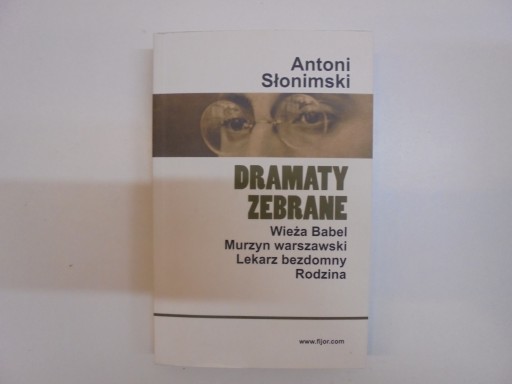 Antoni
Słonimski
DRAMATY
ZEBRANE
Wieża Babel
Murzyn warszawski
Lekarz bezdomny
Rodzina
www.fijor.com